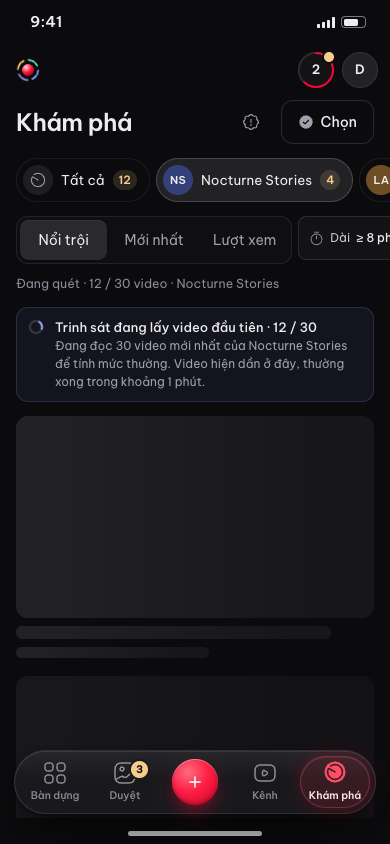 9:41
2
D
Khám phá
Chọn
Tất cả 12
NS Nocturne Stories 4
LA
Nổi trội
Mới nhất
Lượt xem
Dài ≥ 8 ph
Đang quét · 12 / 30 video · Nocturne Stories
Trinh sát đang lấy video đầu tiên · 12 / 30
Đang đọc 30 video mới nhất của Nocturne Stories
để tính mức thường. Video hiện dần ở đây, thường
xong trong khoảng 1 phút.
3
Bàn dựng
Duyệt
Kênh
Khám phá